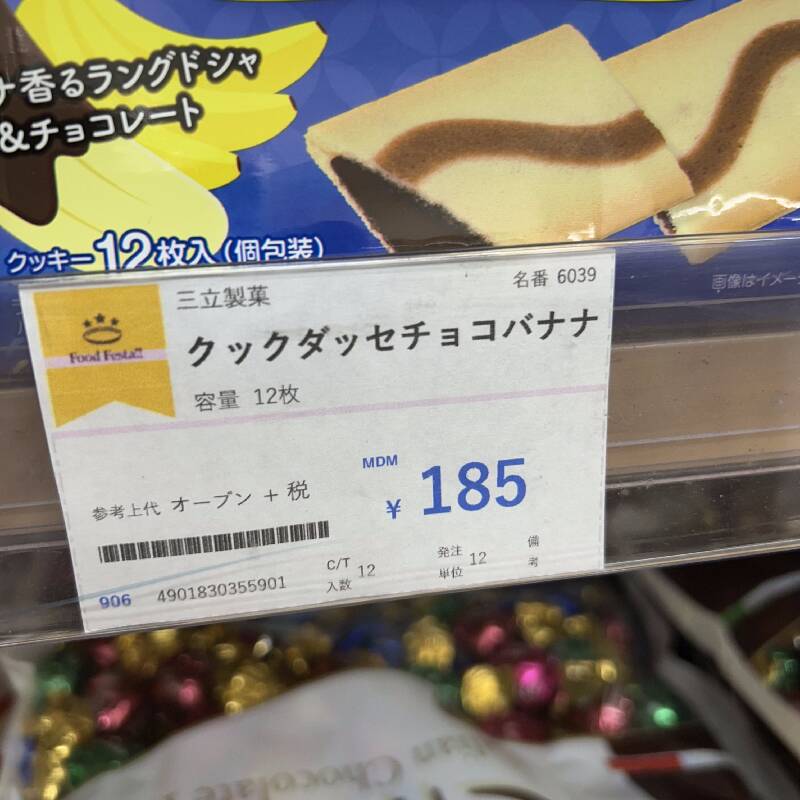 香るラングドシャ
&チョコレート
クッキー12枚入(個包装)
画像はイメー
Food Festa!!
三立製菓
名番 6039
クックダッセチョコバナナ
容量 12枚
MDM
¥ 185
参考上代 オープン + 税
906 4901830355901
C/T入数 12
発注単位 12
備考
Chocolate